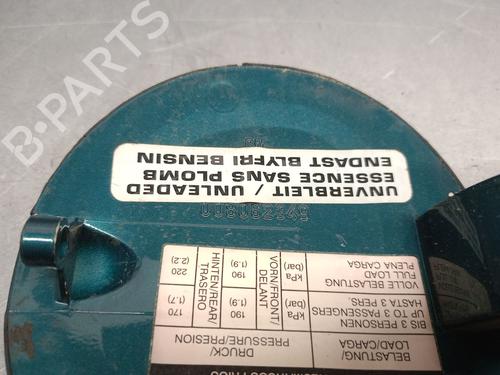 B-PARTS
UNVERBLEIT / UNLEADED
ESSENCE SANS PLOMB
ENDAST BLYFRI BENSIN
DRUCK/
PRESSURE/PRESION
BELASTUNG/
LOAD/CARGA
VORN/FRONT/
DELANT
HINTEN/REAR/
TRASERO
BIS 3 PERSONEN
UP TO 3 PASSENGERS
HASTA 3 PERS.
kPa
(bar)
190
(1.9)
170
(1.7)
VOLLE BELASTUNG
FULL LOAD
PLENA CARGA
kPa
(bar)
190
(1.9)
220
(2.2)